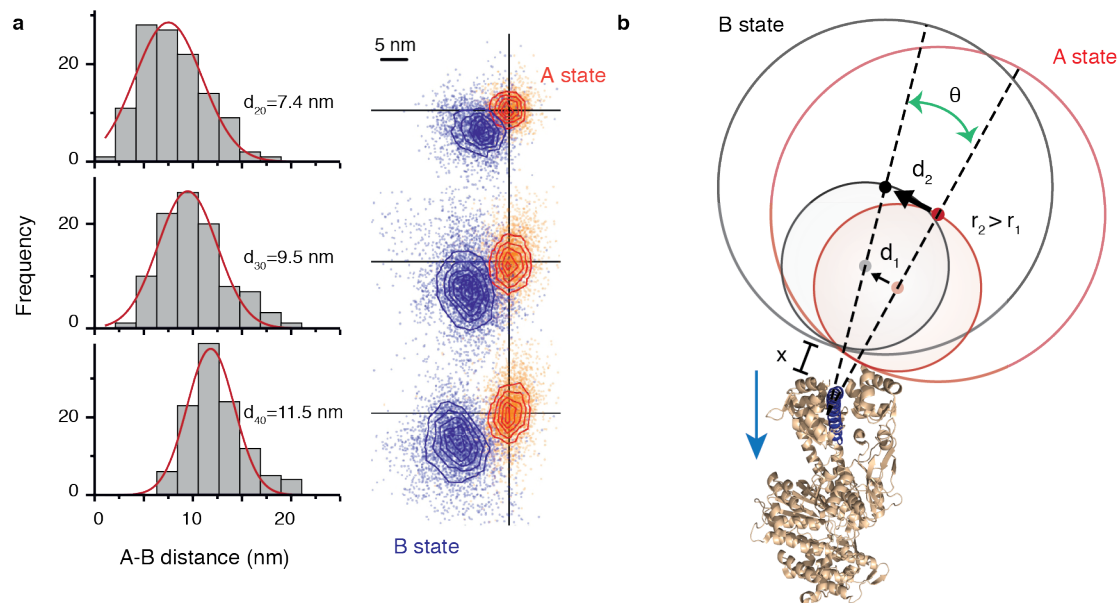 a
Frequency
20
0
d20=7.4 nm
20
0
d30=9.5 nm
20
0
d40=11.5 nm
0
10
20
A-B distance (nm)
5 nm
A state
B state
b
B state
A state
θ
d2
r2>r1
d1
x